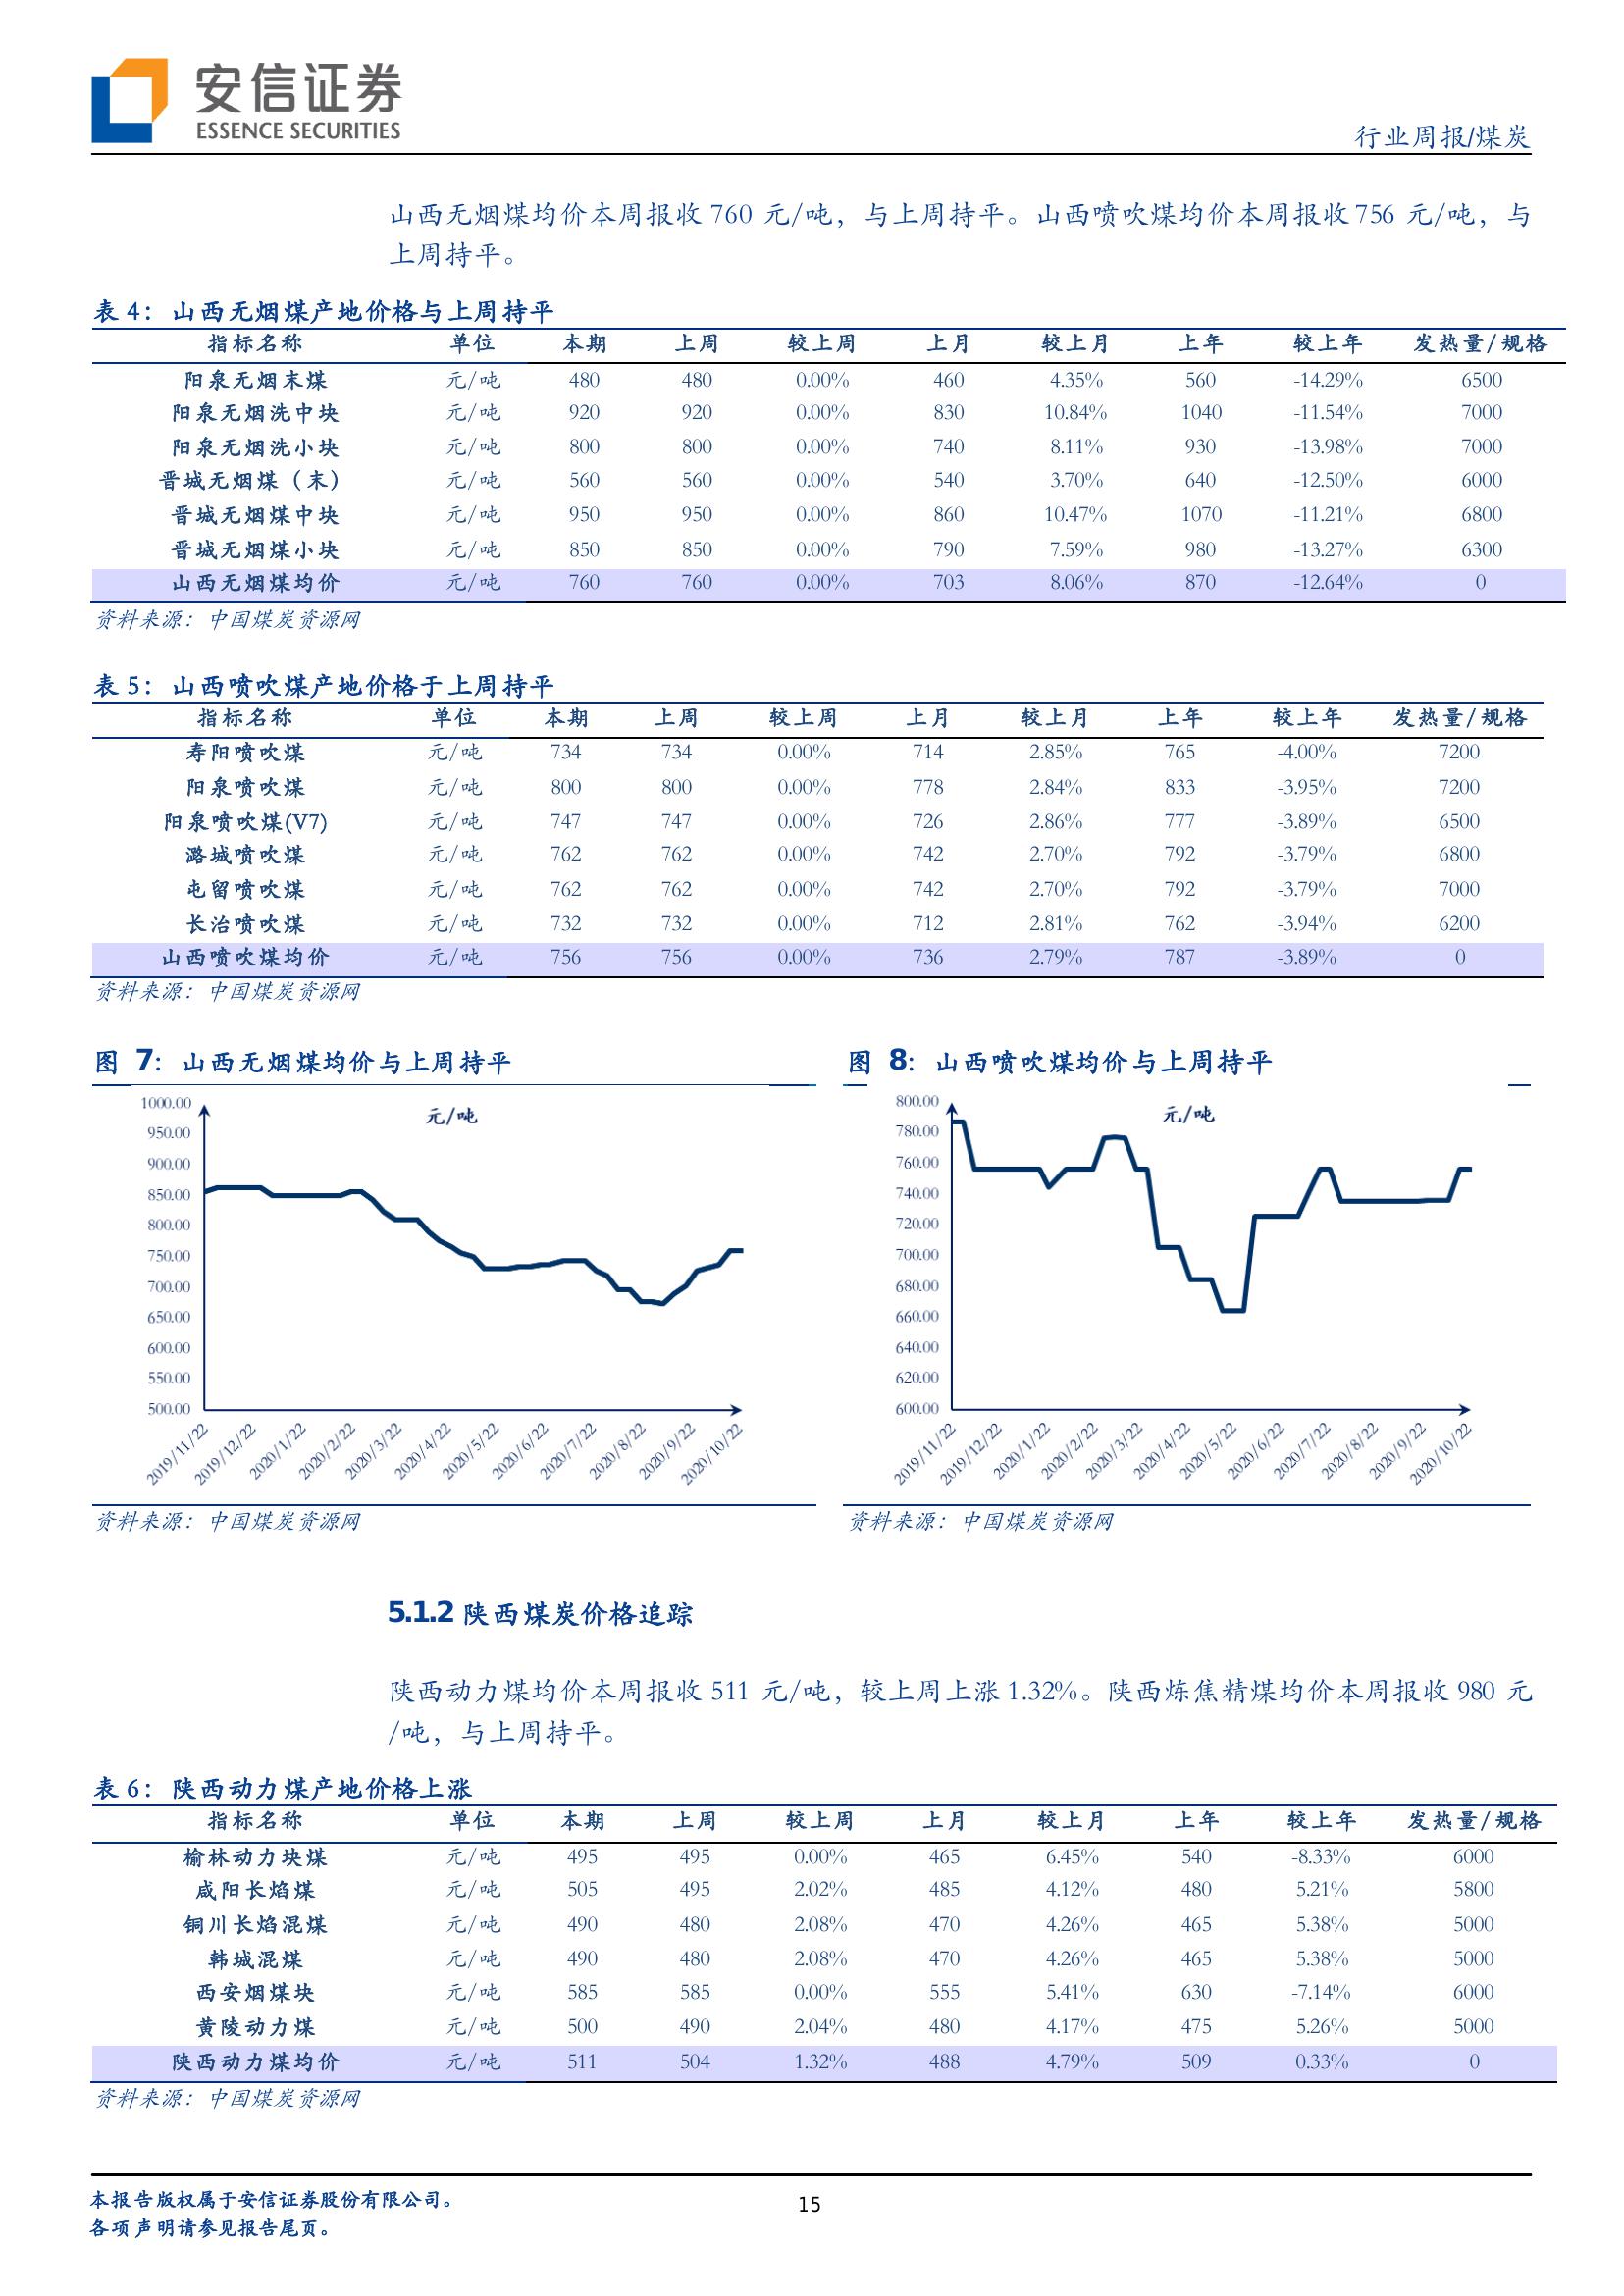 安信证券
ESSENCE SECURITIES
行业周报/煤炭
山西无烟煤均价本周报收 760 元/吨，与上周持平。山西喷吹煤均价本周报收 756 元/吨，与
上周持平。
表 4：山西无烟煤产地价格与上周持平
指标名称 单位 本期 上周 较上周 上月 较上月 上年 较上年 发热量/规格
阳泉无烟末煤 元/吨 480 480 0.00% 460 4.35% 560 -14.29% 6500
阳泉无烟洗中块 元/吨 920 920 0.00% 830 10.84% 1040 -11.54% 7000
阳泉无烟洗小块 元/吨 800 800 0.00% 740 8.11% 930 -13.98% 7000
晋城无烟煤（末） 元/吨 560 560 0.00% 540 3.70% 640 -12.50% 6000
晋城无烟煤中块 元/吨 950 950 0.00% 860 10.47% 1070 -11.21% 6800
晋城无烟煤小块 元/吨 850 850 0.00% 790 7.59% 980 -13.27% 6300
山西无烟煤均价 元/吨 760 760 0.00% 703 8.06% 870 -12.64% 0
资料来源：中国煤炭资源网
表 5：山西喷吹煤产地价格于上周持平
指标名称 单位 本期 上周 较上周 上月 较上月 上年 较上年 发热量/规格
寿阳喷吹煤 元/吨 734 734 0.00% 714 2.85% 765 -4.00% 7200
阳泉喷吹煤 元/吨 800 800 0.00% 778 2.84% 833 -3.95% 7200
阳泉喷吹煤(V7) 元/吨 747 747 0.00% 726 2.86% 777 -3.89% 6500
潞城喷吹煤 元/吨 762 762 0.00% 742 2.70% 792 -3.79% 6800
屯留喷吹煤 元/吨 762 762 0.00% 742 2.70% 792 -3.79% 7000
长治喷吹煤 元/吨 732 732 0.00% 712 2.81% 762 -3.94% 6200
山西喷吹煤均价 元/吨 756 756 0.00% 736 2.79% 787 -3.89% 0
资料来源：中国煤炭资源网
图 7：山西无烟煤均价与上周持平
元/吨
1000.00
950.00
900.00
850.00
800.00
750.00
700.00
650.00
600.00
550.00
500.00
2019/11/22 2019/12/22 2020/1/22 2020/2/22 2020/3/22 2020/4/22 2020/5/22 2020/6/22 2020/7/22 2020/8/22 2020/9/22 2020/10/22
资料来源：中国煤炭资源网
图 8：山西喷吹煤均价与上周持平
元/吨
800.00
780.00
760.00
740.00
720.00
700.00
680.00
660.00
640.00
620.00
600.00
2019/11/22 2019/12/22 2020/1/22 2020/2/22 2020/3/22 2020/4/22 2020/5/22 2020/6/22 2020/7/22 2020/8/22 2020/9/22 2020/10/22
资料来源：中国煤炭资源网
5.1.2 陕西煤炭价格追踪
陕西动力煤均价本周报收 511 元/吨，较上周上涨 1.32%。陕西炼焦精煤均价本周报收 980 元
/吨，与上周持平。
表 6：陕西动力煤产地价格上涨
指标名称 单位 本期 上周 较上周 上月 较上月 上年 较上年 发热量/规格
榆林动力块煤 元/吨 495 495 0.00% 465 6.45% 540 -8.33% 6000
咸阳长焰煤 元/吨 505 495 2.02% 485 4.12% 480 5.21% 5800
铜川长焰混煤 元/吨 490 480 2.08% 470 4.26% 465 5.38% 5000
韩城混煤 元/吨 490 480 2.08% 470 4.26% 465 5.38% 5000
西安烟煤块 元/吨 585 585 0.00% 555 5.41% 630 -7.14% 6000
黄陵动力煤 元/吨 500 490 2.04% 480 4.17% 475 5.26% 5000
陕西动力煤均价 元/吨 511 504 1.32% 488 4.79% 509 0.33% 0
资料来源：中国煤炭资源网
本报告版权属于安信证券股份有限公司。
各项声明请参见报告尾页。
15